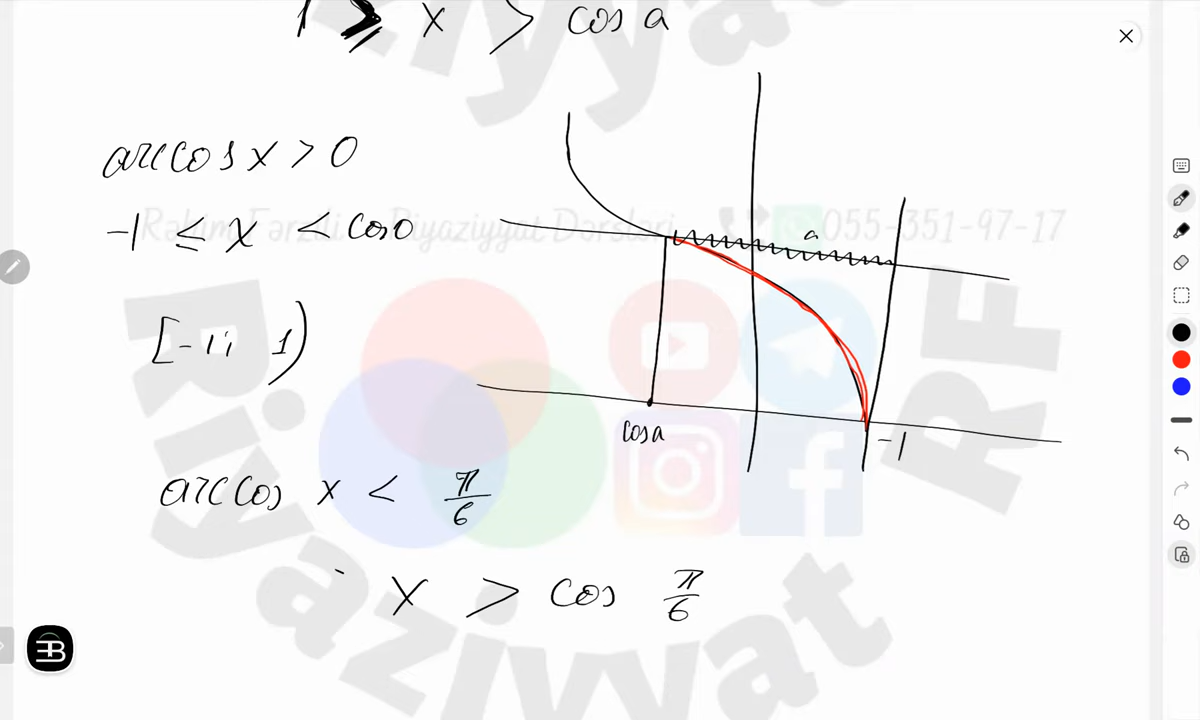 1 ≥ x > cos a
arccos x > 0
-1 ≤ x < cos 0
Rahim Fərzəli - Riyaziyyat Dərsləri 055-351-97-17
a
[-1; 1)
cos a
-1
arccos x < π/6
x > cos π/6
Riyaziyyat
RF